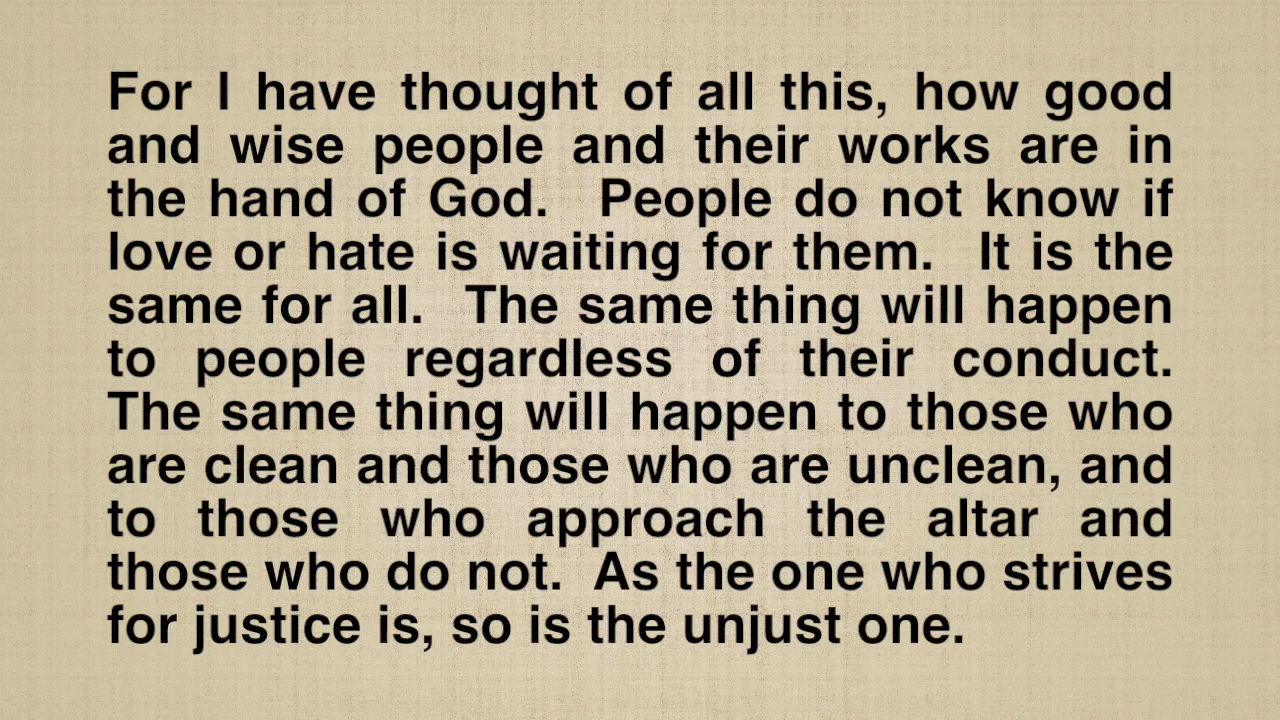 For I have thought of all this, how good
and wise people and their works are in
the hand of God.  People do not know if
love or hate is waiting for them.  It is the
same for all.  The same thing will happen
to people regardless of their conduct.
The same thing will happen to those who
are clean and those who are unclean, and
to those who approach the altar and
those who do not.  As the one who strives
for justice is, so is the unjust one.